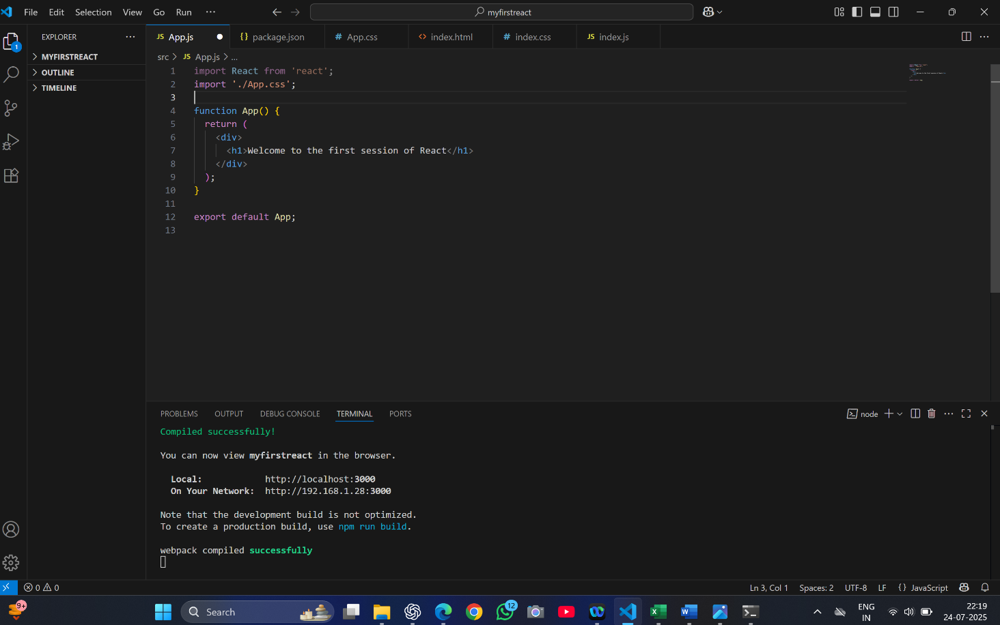 File Edit Selection View Go Run ···
myfirstreact
EXPLORER
1
MYFIRSTREACT
OUTLINE
TIMELINE
JS App.js
{} package.json
# App.css
<> index.html
# index.css
JS index.js
src > JS App.js > ...
1 import React from 'react';
2 import './App.css';
3
4 function App() {
5 return (
6 <div>
7 <h1>Welcome to the first session of React</h1>
8 </div>
9 );
10 }
11
12 export default App;
13
PROBLEMS OUTPUT DEBUG CONSOLE TERMINAL PORTS
node
Compiled successfully!
You can now view myfirstreact in the browser.
Local: http://localhost:3000
On Your Network: http://192.168.1.28:3000
Note that the development build is not optimized.
To create a production build, use npm run build.
webpack compiled successfully
0 0
Ln 3, Col 1 Spaces: 2 UTF-8 LF {} JavaScript
9+
Search
12
ENG
IN
22:19
24-07-2025